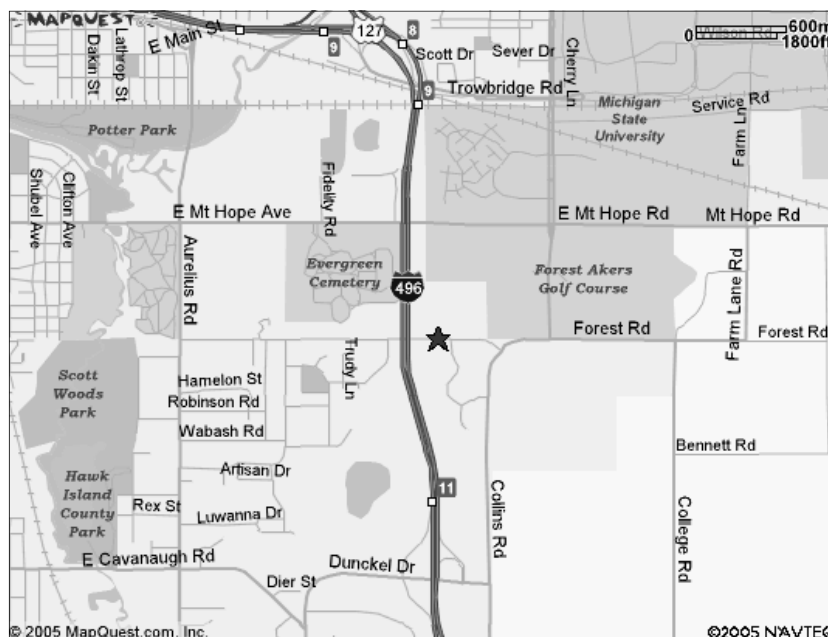 MAPQUEST
E Main St
127
8
600m
0
Wilson Rd
1800ft
Dakin St
Lathrop St
9
Scott Dr
Sever Dr
Cherry Ln
9
Trowbridge Rd
Michigan
State
University
Service Rd
Farm Ln
Potter Park
Shubel Ave
Clifton Ave
Fidelity Rd
E Mt Hope Ave
E Mt Hope Rd
Mt Hope Rd
Aurelius Rd
Evergreen
Cemetery
496
Forest Akers
Golf Course
Farm Lane Rd
Forest Rd
Forest Rd
Trudy Ln
Scott
Woods
Park
Hamelon St
Robinson Rd
Wabash Rd
Bennett Rd
Artisan Dr
Hawk
Island
County
Park
11
Rex St
Luwanna Dr
Collins Rd
College Rd
E Cavanaugh Rd
Dunckel Dr
Dier St
© 2005 MapQuest.com, Inc.
©2005 NAVTEQ